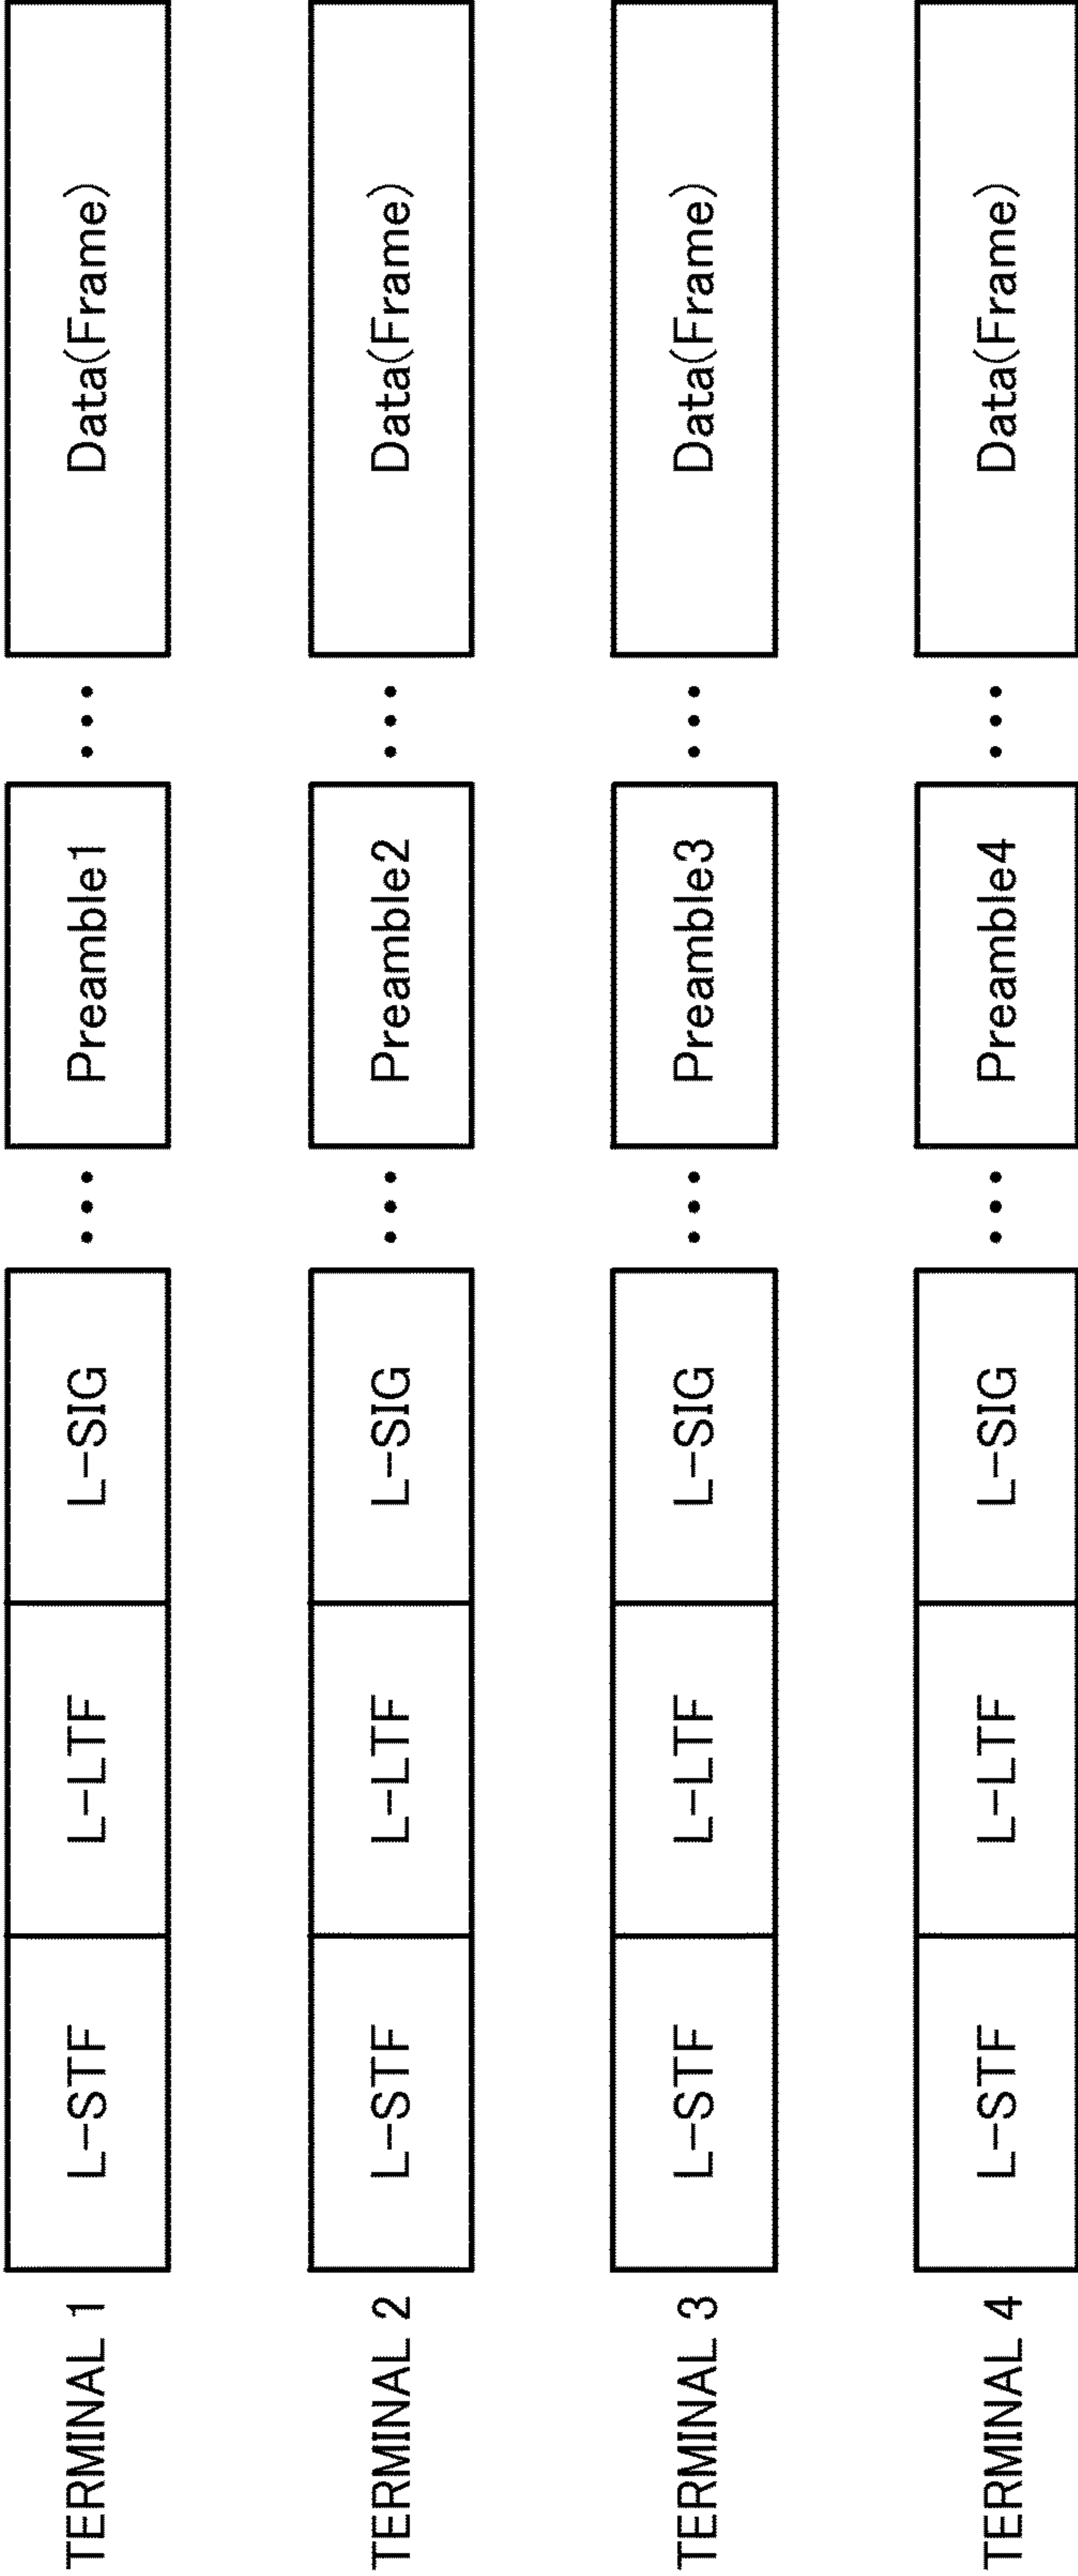 TERMINAL 1 L-STF L-LTF L-SIG ... Preamble1 ... Data(Frame)
TERMINAL 2 L-STF L-LTF L-SIG ... Preamble2 ... Data(Frame)
TERMINAL 3 L-STF L-LTF L-SIG ... Preamble3 ... Data(Frame)
TERMINAL 4 L-STF L-LTF L-SIG ... Preamble4 ... Data(Frame)